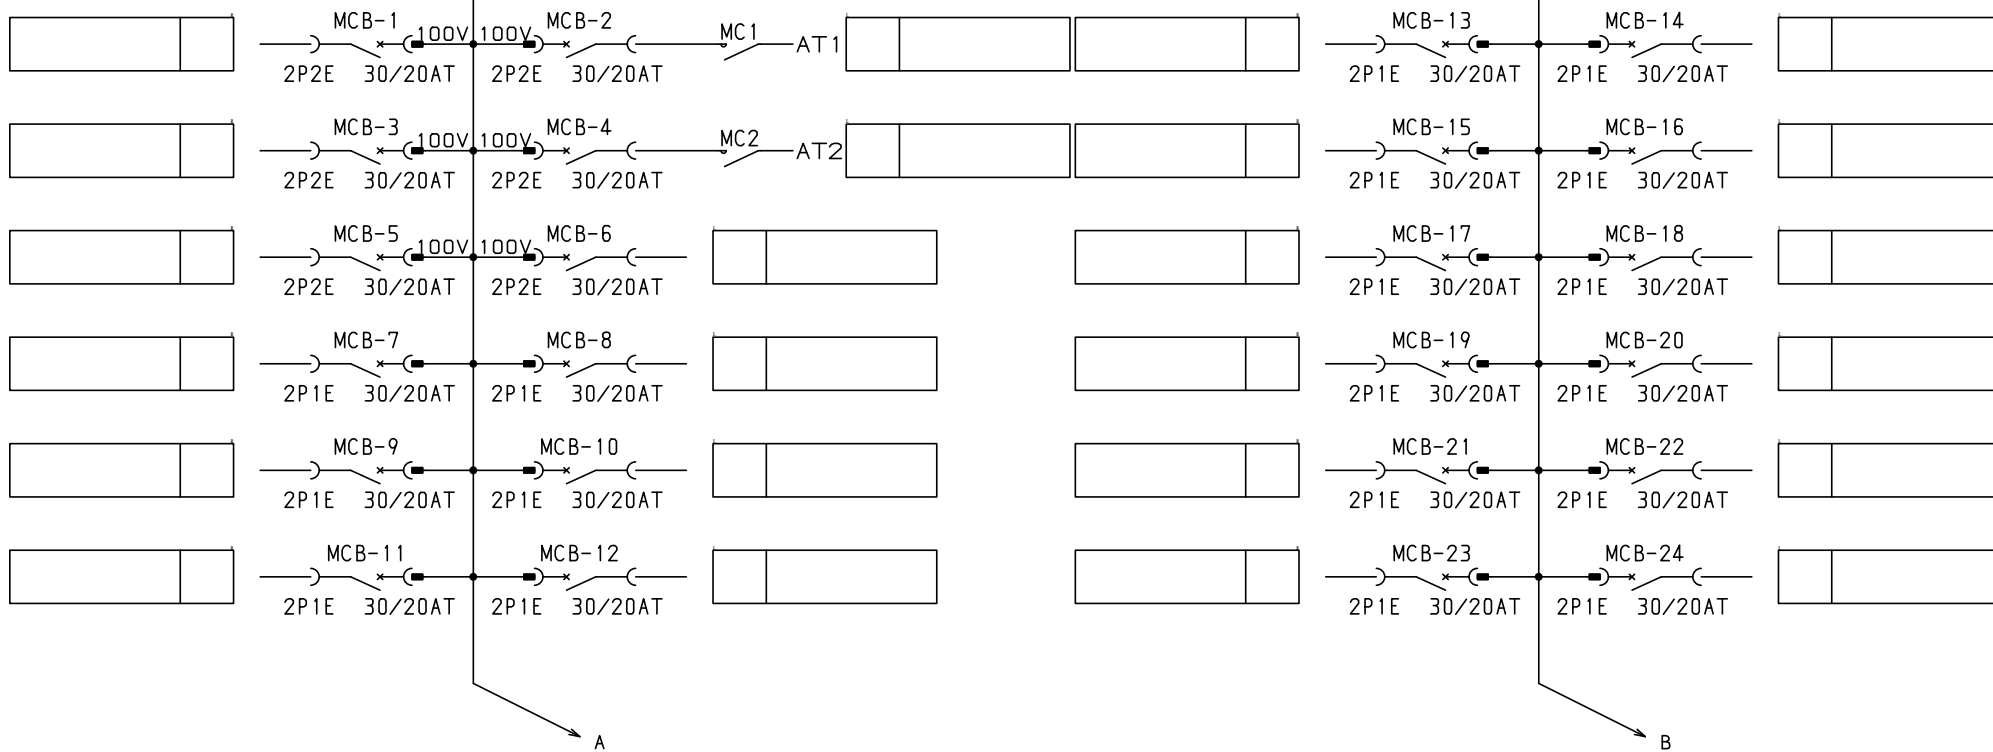 MCB-1 100V 100V MCB-2 MC1 AT1 MCB-13 MCB-14
2P2E 30/20AT 2P2E 30/20AT 2P1E 30/20AT 2P1E 30/20AT
MCB-3 100V 100V MCB-4 MC2 AT2 MCB-15 MCB-16
2P2E 30/20AT 2P2E 30/20AT 2P1E 30/20AT 2P1E 30/20AT
MCB-5 100V 100V MCB-6 MCB-17 MCB-18
2P2E 30/20AT 2P2E 30/20AT 2P1E 30/20AT 2P1E 30/20AT
MCB-7 MCB-8 MCB-19 MCB-20
2P1E 30/20AT 2P1E 30/20AT 2P1E 30/20AT 2P1E 30/20AT
MCB-9 MCB-10 MCB-21 MCB-22
2P1E 30/20AT 2P1E 30/20AT 2P1E 30/20AT 2P1E 30/20AT
MCB-11 MCB-12 MCB-23 MCB-24
2P1E 30/20AT 2P1E 30/20AT 2P1E 30/20AT 2P1E 30/20AT
A B